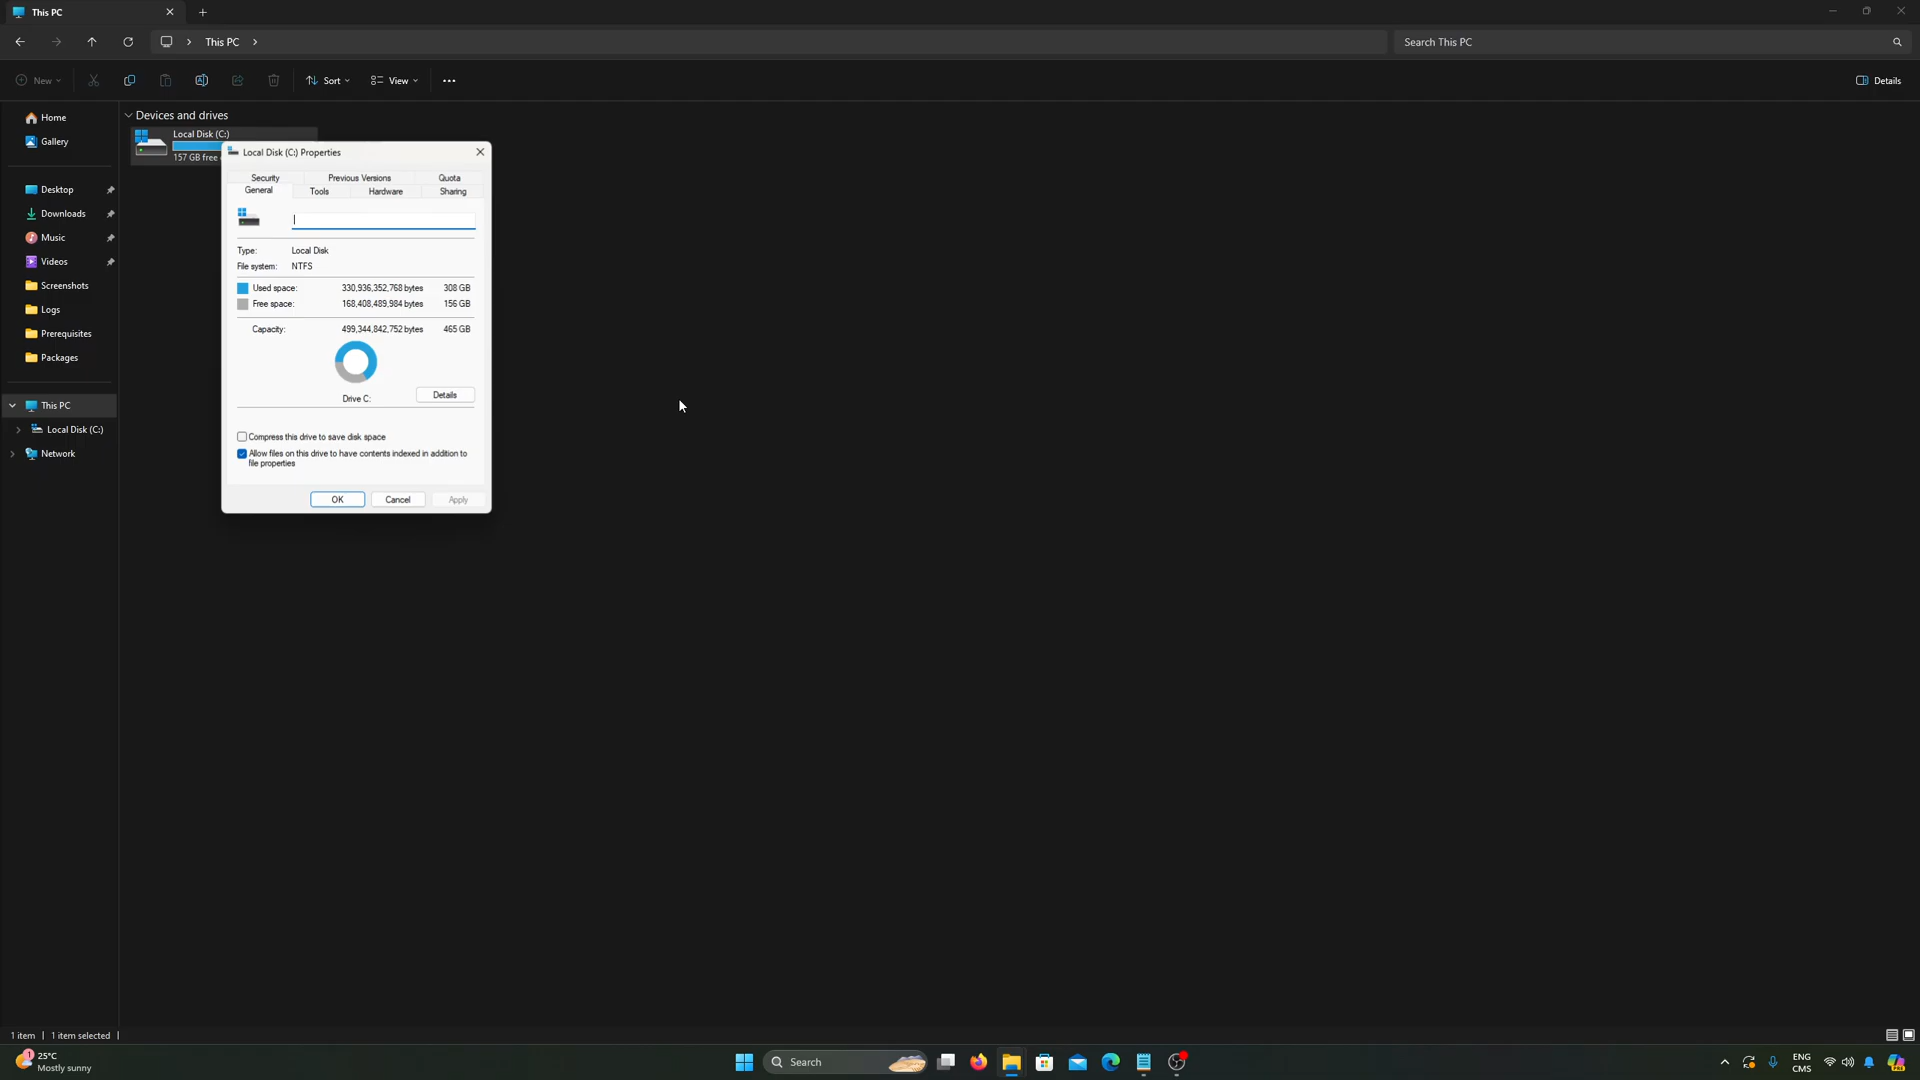 This PC
This PC
Search This PC
New
Sort
View
Details
Home
Gallery
Desktop
Downloads
Music
Videos
Screenshots
Logs
Prerequisites
Packages
This PC
Local Disk (C:)
Network
Devices and drives
Local Disk (C:)
157 GB free
Local Disk (C:) Properties
Security
Previous Versions
Quota
General
Tools
Hardware
Sharing
Type: Local Disk
File system: NTFS
Used space: 330,936,352,768 bytes 308 GB
Free space: 168,408,489,984 bytes 156 GB
Capacity: 499,344,842,752 bytes 465 GB
Drive C:
Details
Compress this drive to save disk space
Allow files on this drive to have contents indexed in addition to
file properties
OK
Cancel
Apply
1 item
1 item selected
1
25°C
Mostly sunny
Search
ENG
CMS
PRE